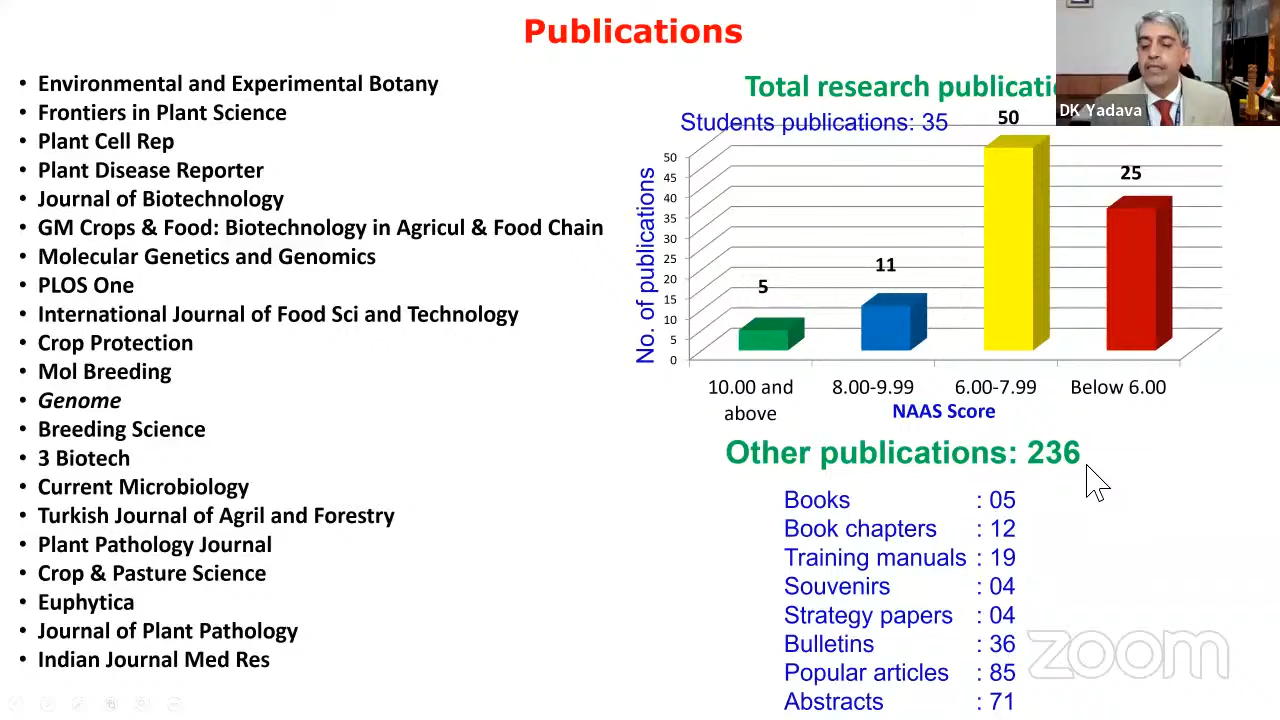 Publications
• Environmental and Experimental Botany
• Frontiers in Plant Science
• Plant Cell Rep
• Plant Disease Reporter
• Journal of Biotechnology
• GM Crops & Food: Biotechnology in Agricul & Food Chain
• Molecular Genetics and Genomics
• PLOS One
• International Journal of Food Sci and Technology
• Crop Protection
• Mol Breeding
• Genome
• Breeding Science
• 3 Biotech
• Current Microbiology
• Turkish Journal of Agril and Forestry
• Plant Pathology Journal
• Crop & Pasture Science
• Euphytica
• Journal of Plant Pathology
• Indian Journal Med Res
Total research
DK Yadava
Students publications: 35
No. of publications
50
45
40
35
30
25
20
15
10
5
0
5
11
50
25
10.00 and above
8.00-9.99
6.00-7.99
Below 6.00
NAAS Score
Other publications: 236
Books : 05
Book chapters : 12
Training manuals : 19
Souvenirs : 04
Strategy papers : 04
Bulletins : 36
Popular articles : 85
Abstracts : 71
zoom